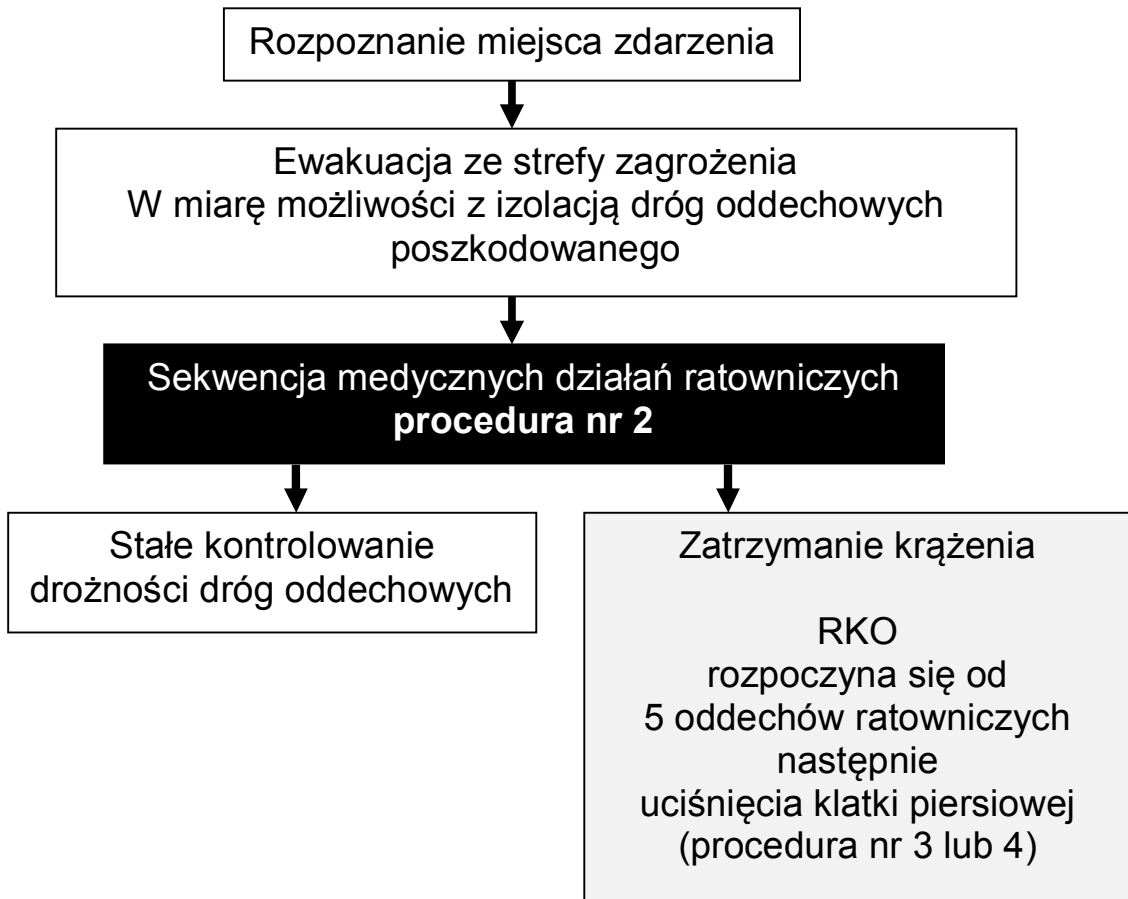 Rozpoznanie miejsca zdarzenia
Ewakuacja ze strefy zagrożenia
W miarę możliwości z izolacją dróg oddechowych
poszkodowanego
Sekwencja medycznych działań ratowniczych
procedura nr 2
Stałe kontrolowanie
drożności dróg oddechowych
Zatrzymanie krążenia
RKO
rozpoczyna się od
5 oddechów ratowniczych
następnie
uciśnięcia klatki piersiowej
(procedura nr 3 lub 4)